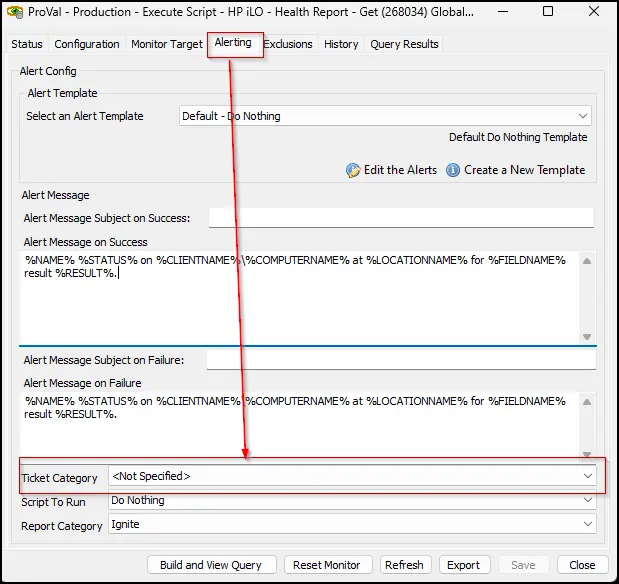 ProVal - Production - Execute Script - HP iLO - Health Report - Get (268034) Global...
Status Configuration Monitor Target Alerting Exclusions History Query Results
Alert Config
Alert Template
Select an Alert Template Default - Do Nothing
Default Do Nothing Template
Edit the Alerts Create a New Template
Alert Message
Alert Message Subject on Success:
Alert Message on Success
%NAME% %STATUS% on %CLIENTNAME%\%COMPUTERNAME% at %LOCATIONNAME% for %FIELDNAME%
result %RESULT%.
Alert Message Subject on Failure:
Alert Message on Failure
%NAME% %STATUS% on %CLIENTNAME%\%COMPUTERNAME% at %LOCATIONNAME% for %FIELDNAME%
result %RESULT%.
Ticket Category <Not Specified>
Script To Run Do Nothing
Report Category Ignite
Build and View Query Reset Monitor Refresh Export Save Close